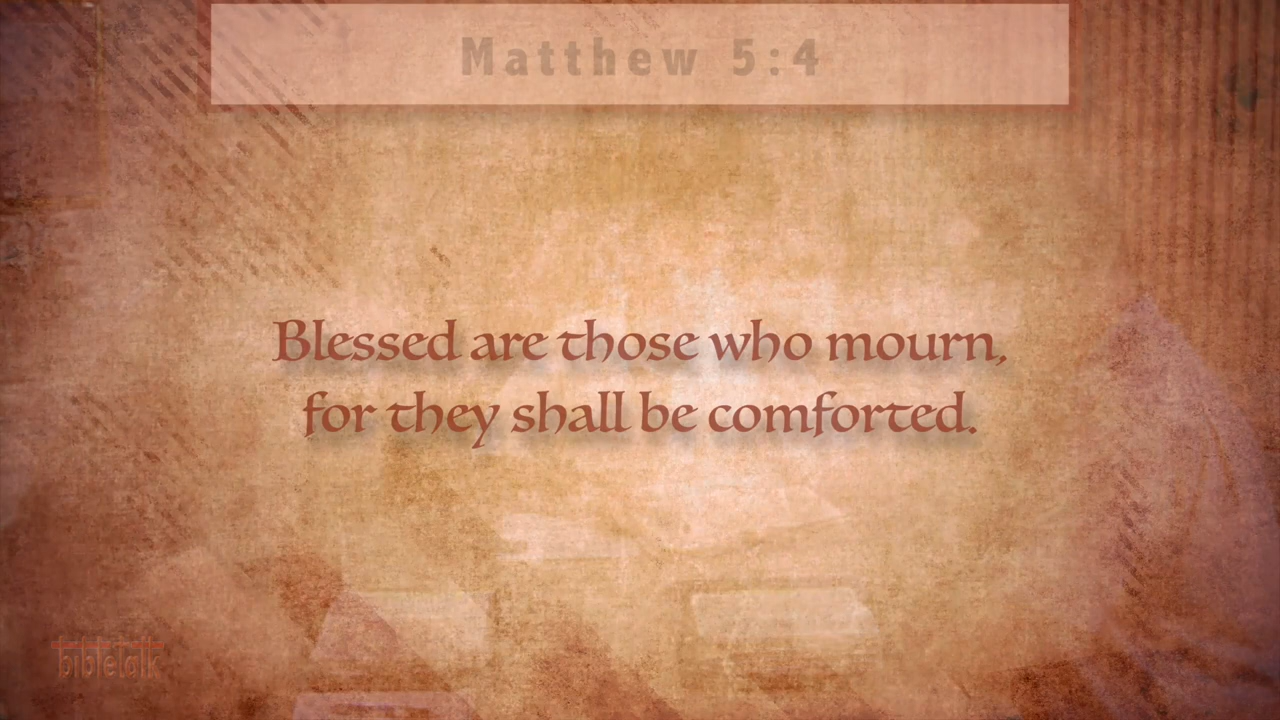 Matthew 5:4
Blessed are those who mourn,
for they shall be comforted.
bibletalk